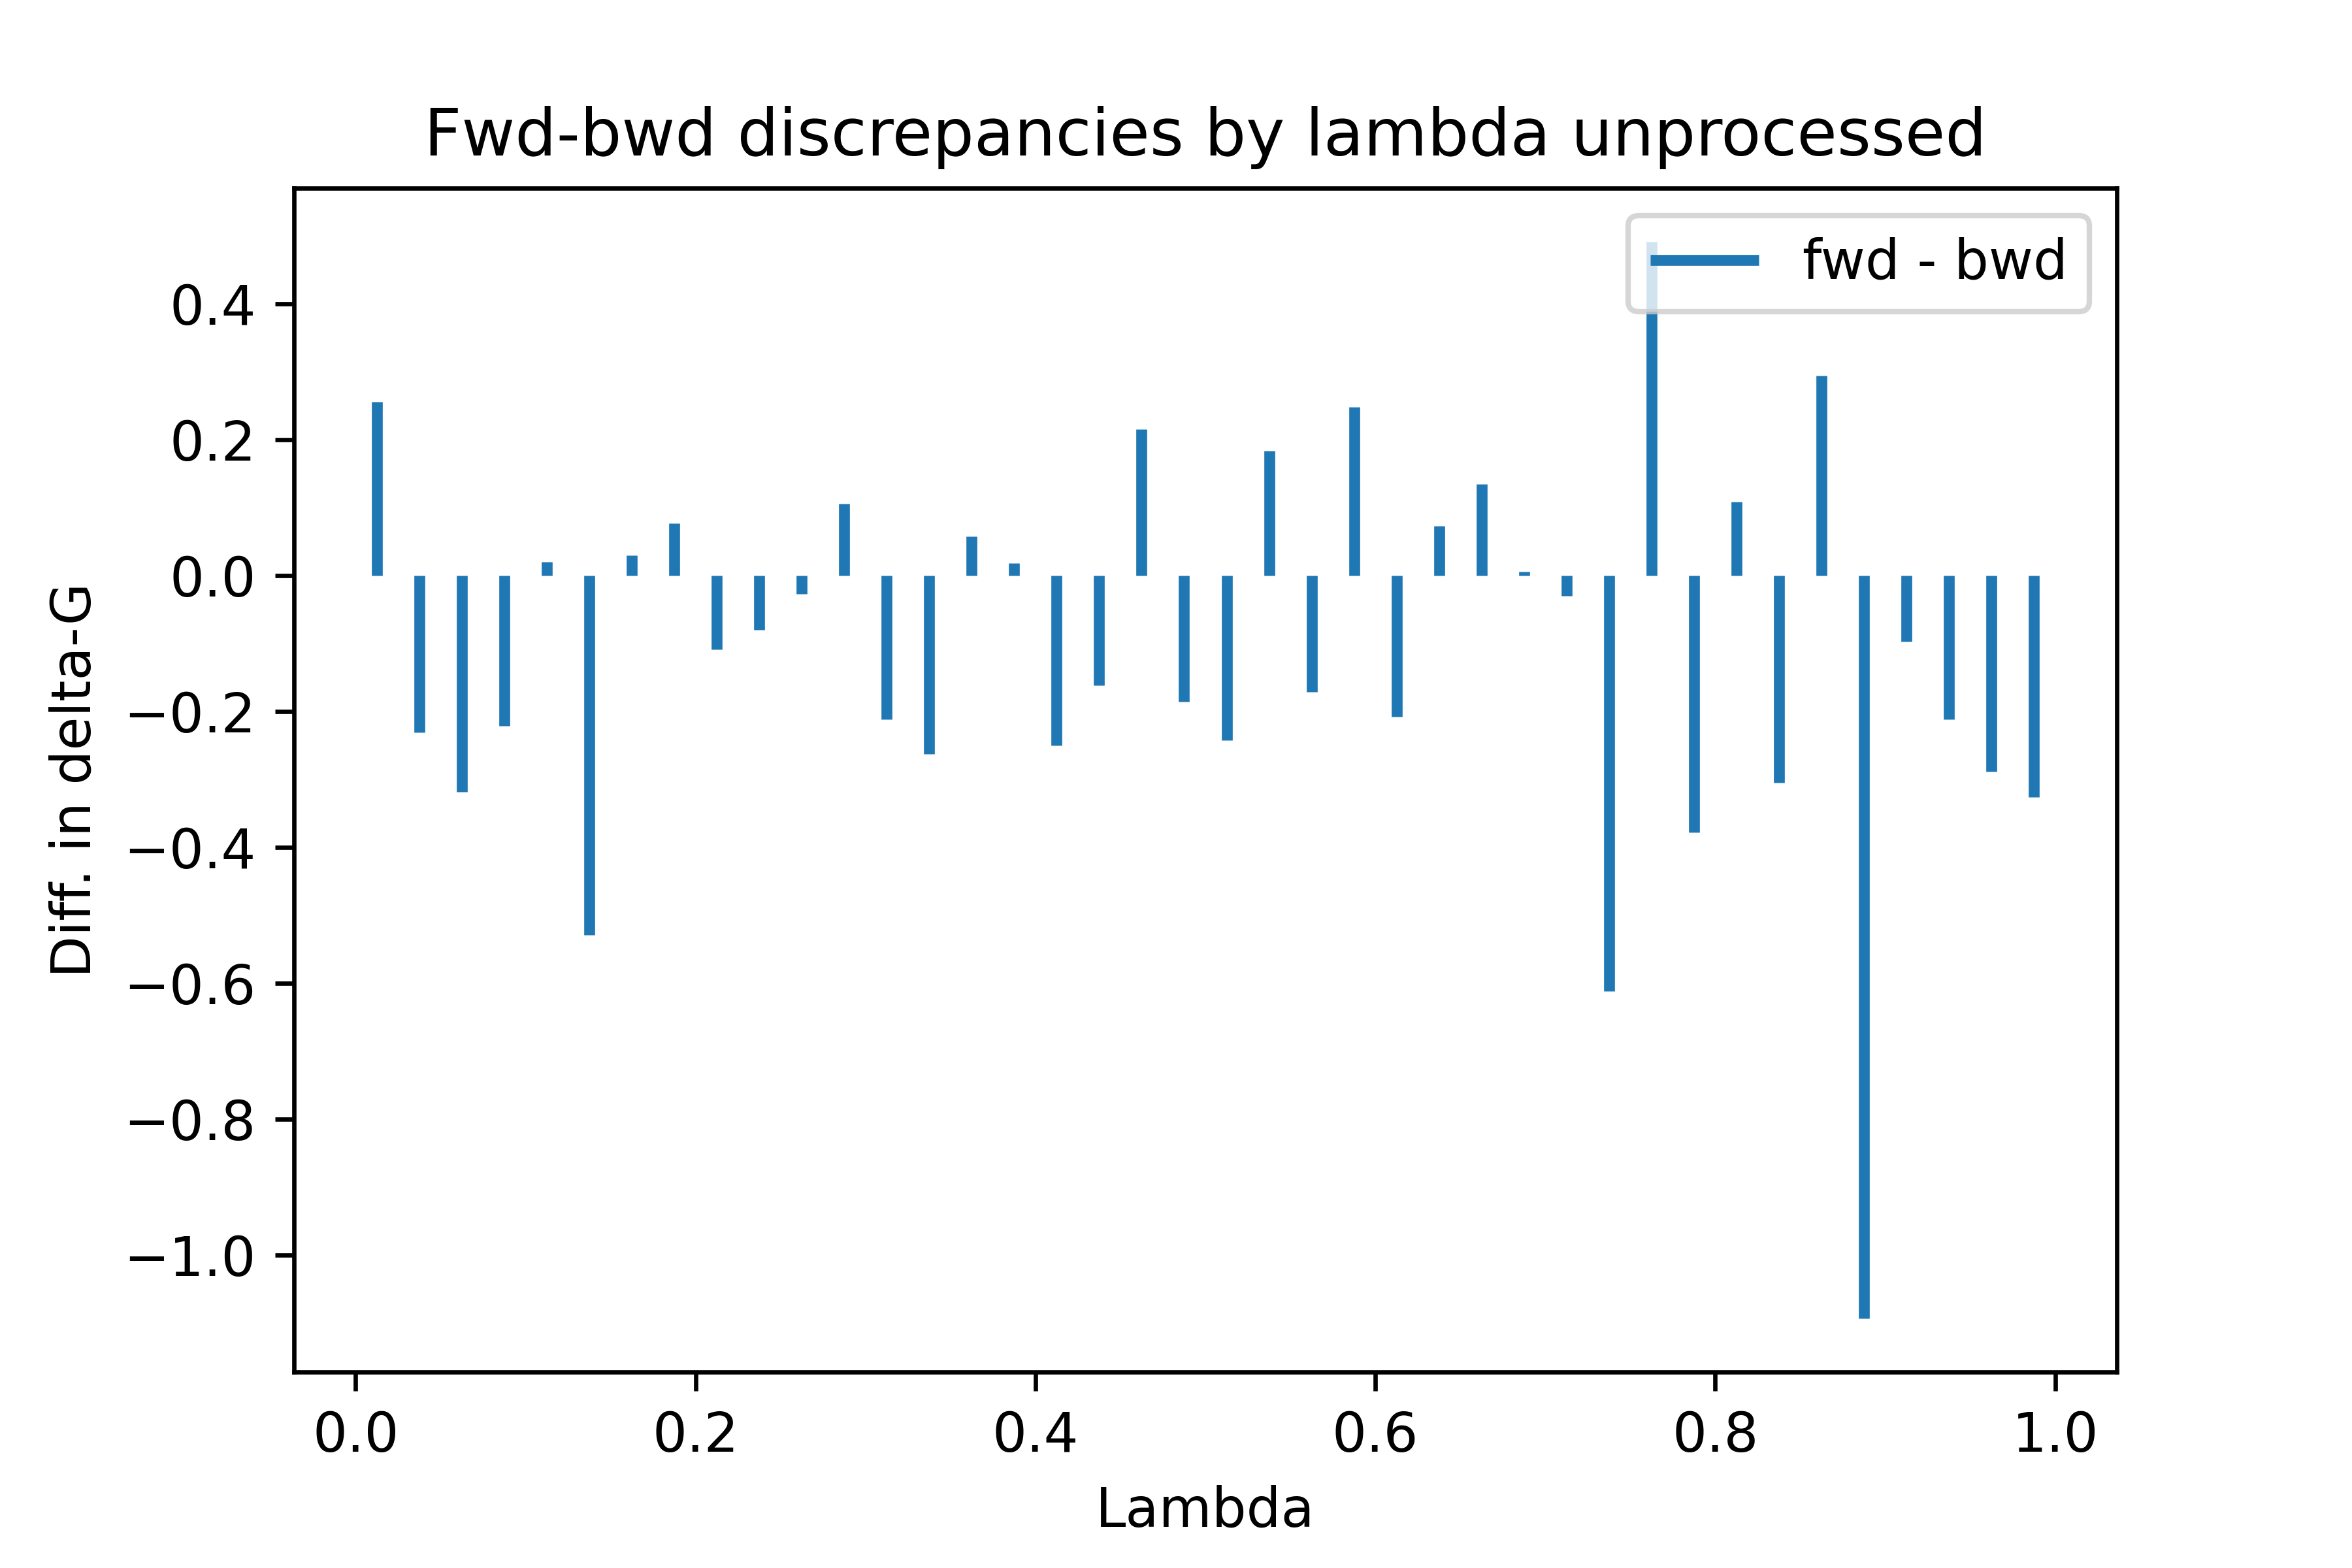 Fwd-bwd discrepancies by lambda unprocessed
fwd - bwd
Diff. in delta-G
0.4
0.2
0.0
−0.2
−0.4
−0.6
−0.8
−1.0
0.0 0.2 0.4 0.6 0.8 1.0
Lambda